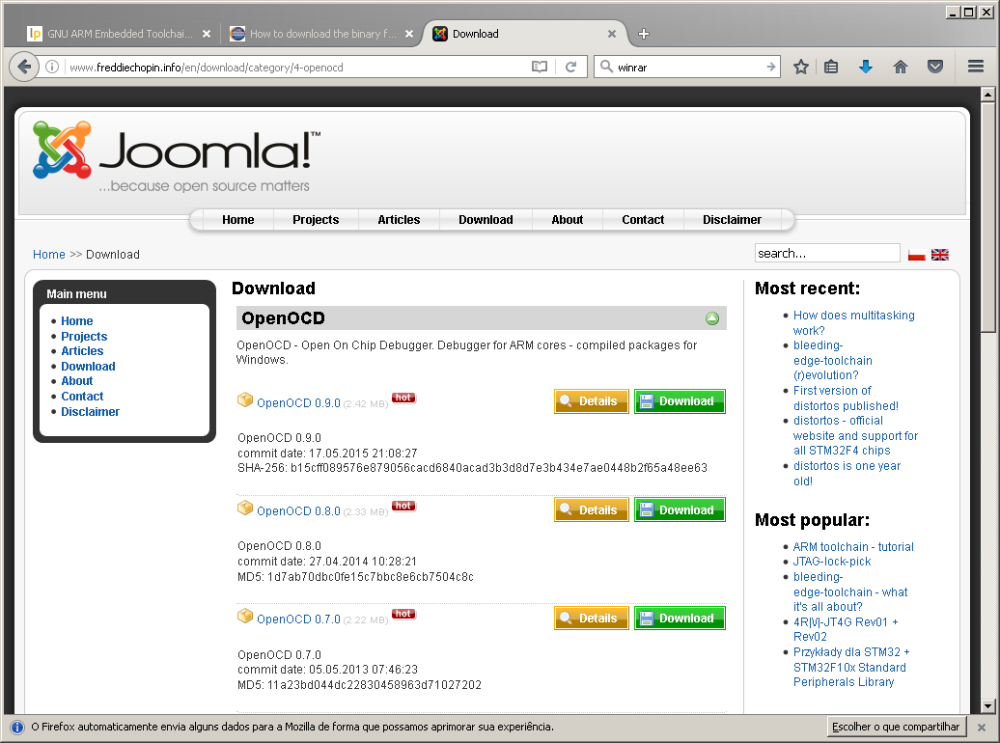 GNU ARM Embedded Toolchai...
How to download the binary f...
Download
www.freddiechopin.info/en/download/category/4-openocd
winrar
Joomla!™
...because open source matters
Home Projects Articles Download About Contact Disclaimer
Home >> Download
search...
Main menu
Home
Projects
Articles
Download
About
Contact
Disclaimer
Download
OpenOCD
OpenOCD - Open On Chip Debugger. Debugger for ARM cores - compiled packages for
Windows.
OpenOCD 0.9.0 (2.42 MB) hot Details Download
OpenOCD 0.9.0
commit date: 17.05.2015 21:08:27
SHA-256: b15cff089576e879056cacd6840acad3b3d8d7e3b434e7ae0448b2f65a48ee63
OpenOCD 0.8.0 (2.33 MB) hot Details Download
OpenOCD 0.8.0
commit date: 27.04.2014 10:28:21
MD5: 1d7ab70dbc0fe15c7bbc8e6cb7504c8c
OpenOCD 0.7.0 (2.22 MB) hot Details Download
OpenOCD 0.7.0
commit date: 05.05.2013 07:46:23
MD5: 11a23bd044dc22830458963d71027202
Most recent:
How does multitasking
work?
bleeding-
edge-toolchain
(r)evolution?
First version of
distortos published!
distortos - official
website and support for
all STM32F4 chips
distortos is one year
old!
Most popular:
ARM toolchain - tutorial
JTAG-lock-pick
bleeding-
edge-toolchain - what
it's all about?
4R|\/|-JT4G Rev01 +
Rev02
Przykłady dla STM32 +
STM32F10x Standard
Peripherals Library
O Firefox automaticamente envia alguns dados para a Mozilla de forma que possamos aprimorar sua experiência.
Escolher o que compartilhar